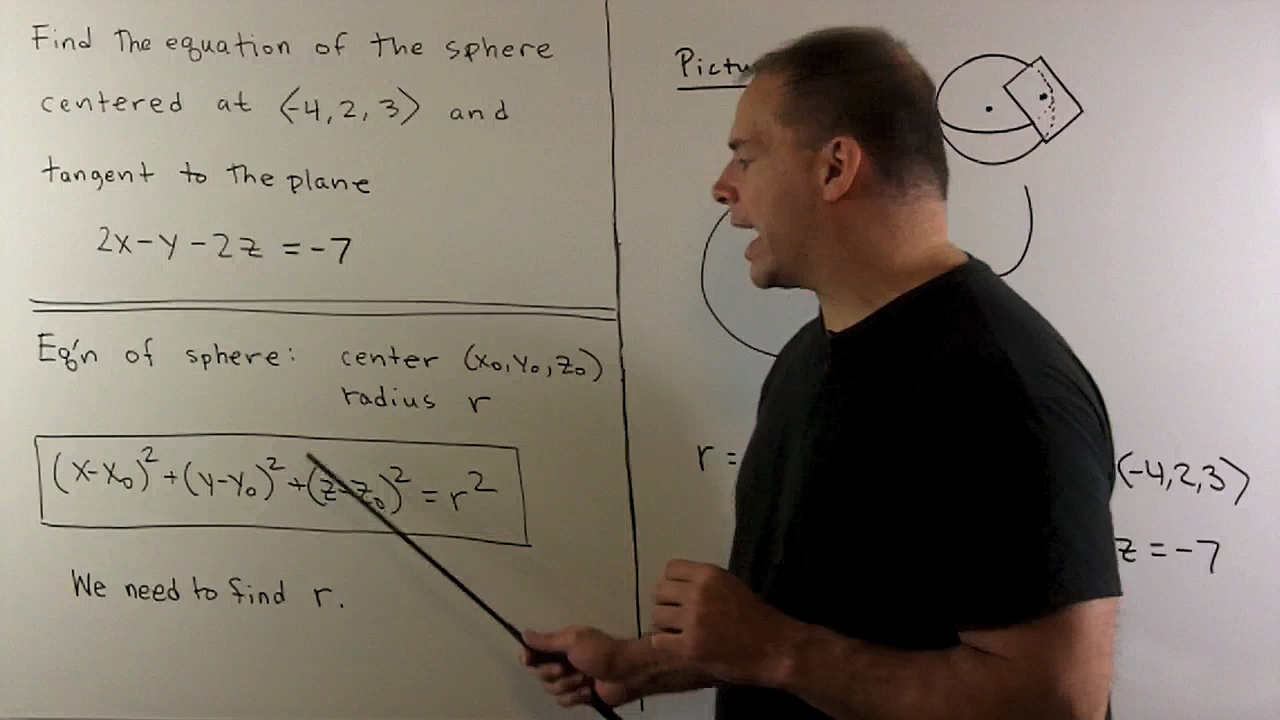 Find The equation of the sphere
centered at (-4, 2, 3) and
tangent to the plane
2x - y - 2z = -7
Eq'n of sphere: center (x₀, y₀, z₀)
radius r
(x-x₀)² + (y-y₀)² + (z-z₀)² = r²
We need to find r.
r =
(-4,2,3)
z = -7